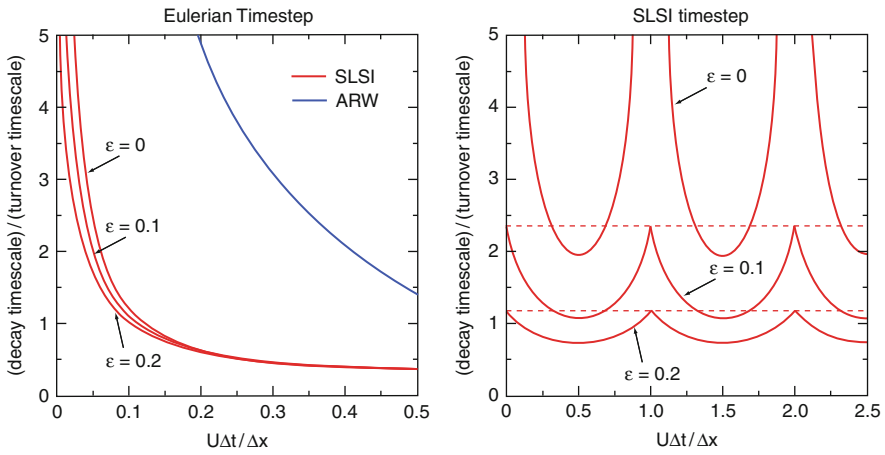 Eulerian Timestep
(decay timescale)/(turnover timescale)
5
4
3
2
1
0
SLSI
ARW
ε = 0
ε = 0.1
ε = 0.2
0 0.1 0.2 0.3 0.4 0.5
UΔt/Δx
SLSI timestep
(decay timescale)/(turnover timescale)
5
4
3
2
1
0
ε = 0
ε = 0.1
ε = 0.2
0 0.5 1.0 1.5 2.0 2.5
UΔt/Δx